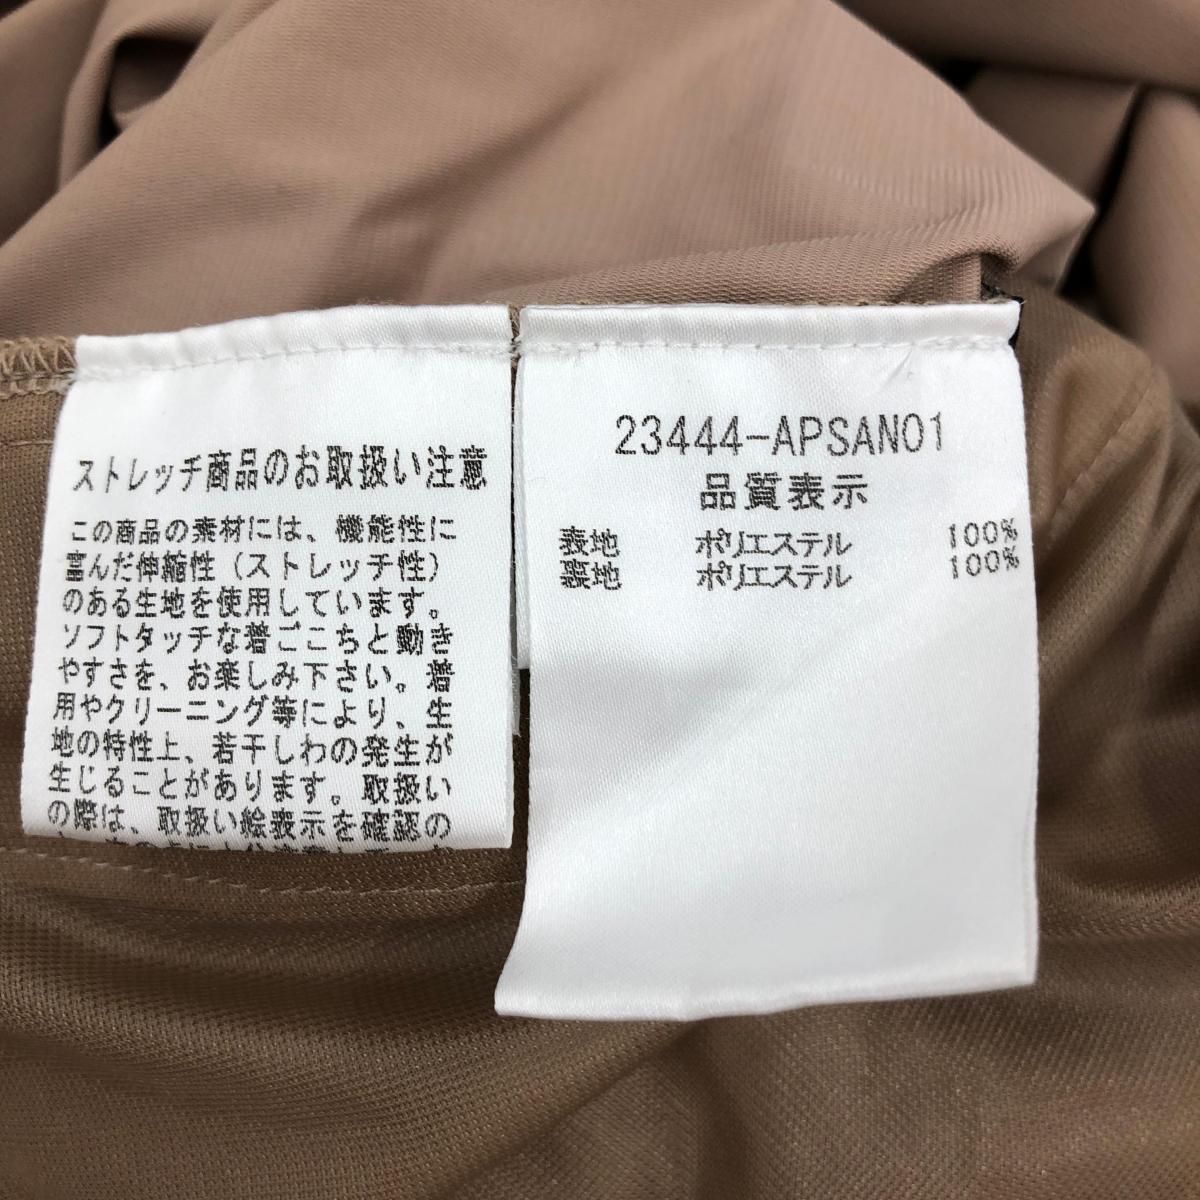 ストレッチ商品のお取扱い注意
この商品の素材には、機能性に
富んだ伸縮性（ストレッチ性）
のある生地を使用しています。
ソフトタッチな着ごこちと動き
やすさを、お楽しみ下さい。着
用やクリーニング等により、生
地の特性上、若干しわの発生が
生じることがあります。取扱い
の際は、取扱い絵表示を確認の
23444-APSAN01
品質表示
表地 ポリエステル 100%
裏地 ポリエステル 100%